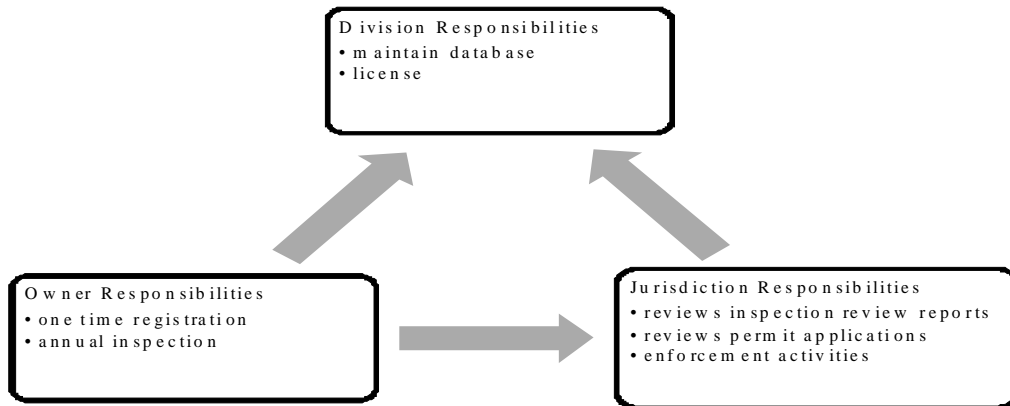 Division Responsibilities
• maintain database
• license
Owner Responsibilities
• one time registration
• annual inspection
Jurisdiction Responsibilities
• reviews inspection review reports
• reviews permit applications
• enforcement activities